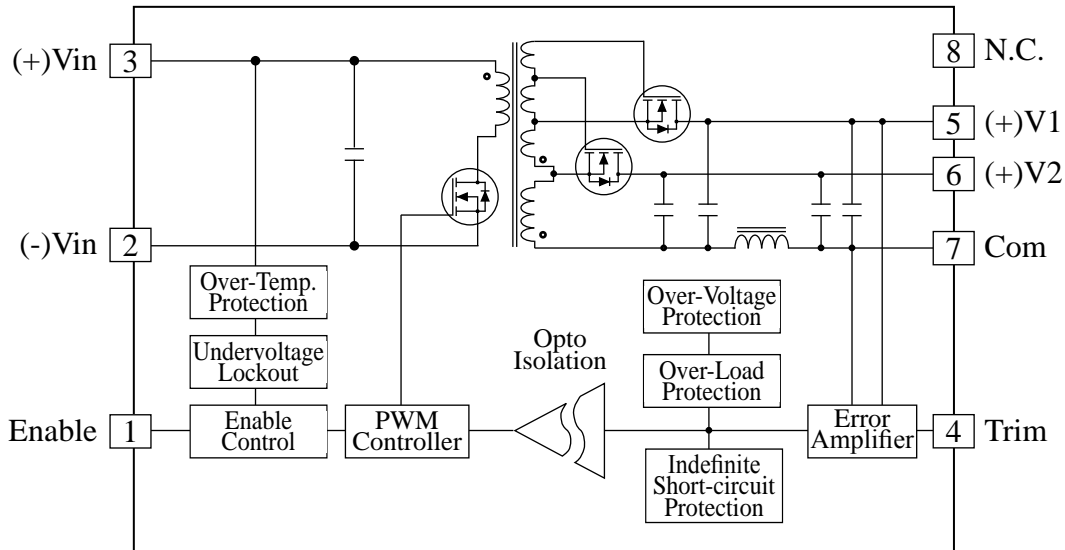 (+)Vin 3
8 N.C.
5 (+)V1
6 (+)V2
(-)Vin 2
7 Com
Over-Temp.
Protection
Undervoltage
Lockout
Enable 1
Enable
Control
PWM
Controller
Opto
Isolation
Over-Voltage
Protection
Over-Load
Protection
Indefinite
Short-circuit
Protection
Error
Amplifier
4 Trim